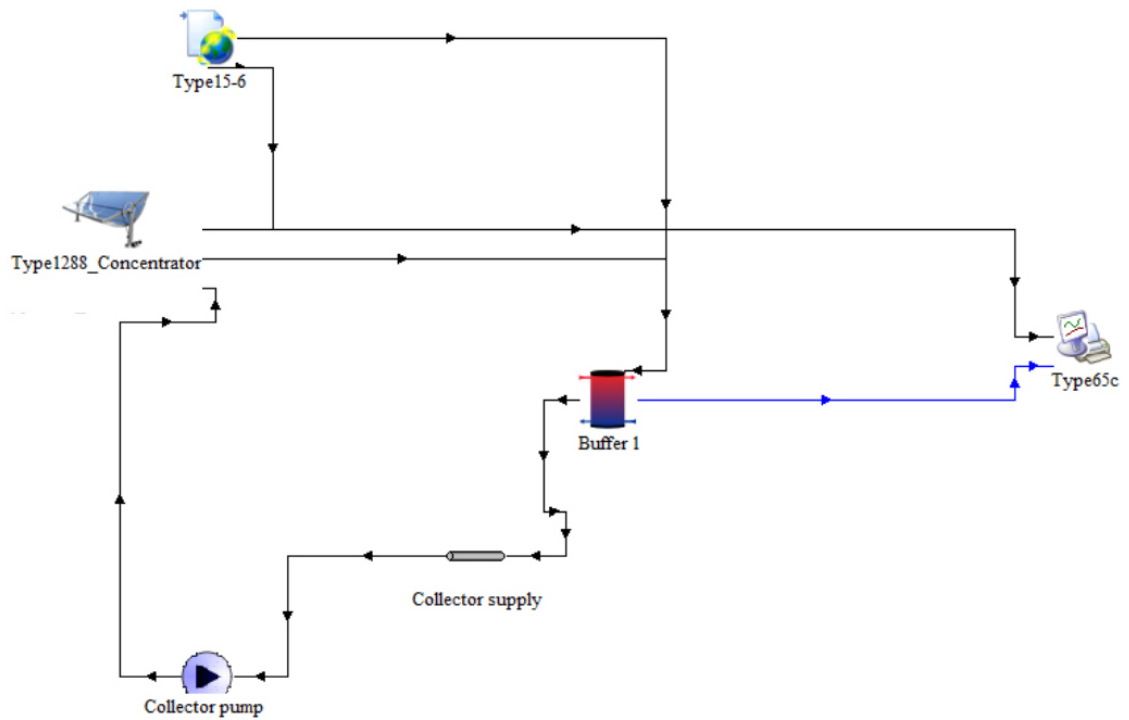 Type15-6
Type1288_Concentrator
Type65c
Buffer 1
Collector supply
Collector pump